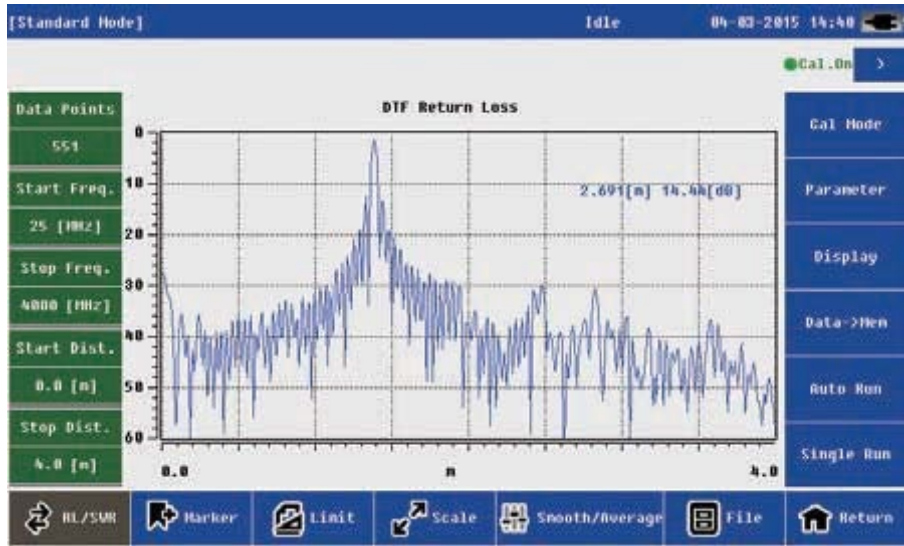 [Standard Mode] Idle 04-03-2015 14:40
Cal.On >
Data Points
551
Start Freq.
25 [MHz]
Stop Freq.
4000 [MHz]
Start Dist.
0.0 [m]
Stop Dist.
4.0 [m]
DTF Return Loss
0
10
20
30
40
50
60
2.691[m] 14.44[dB]
0.0 m 4.0
Cal Mode
Parameter
Display
Data->Mem
Auto Run
Single Run
RL/SWR Marker Limit Scale Smooth/Average File Return